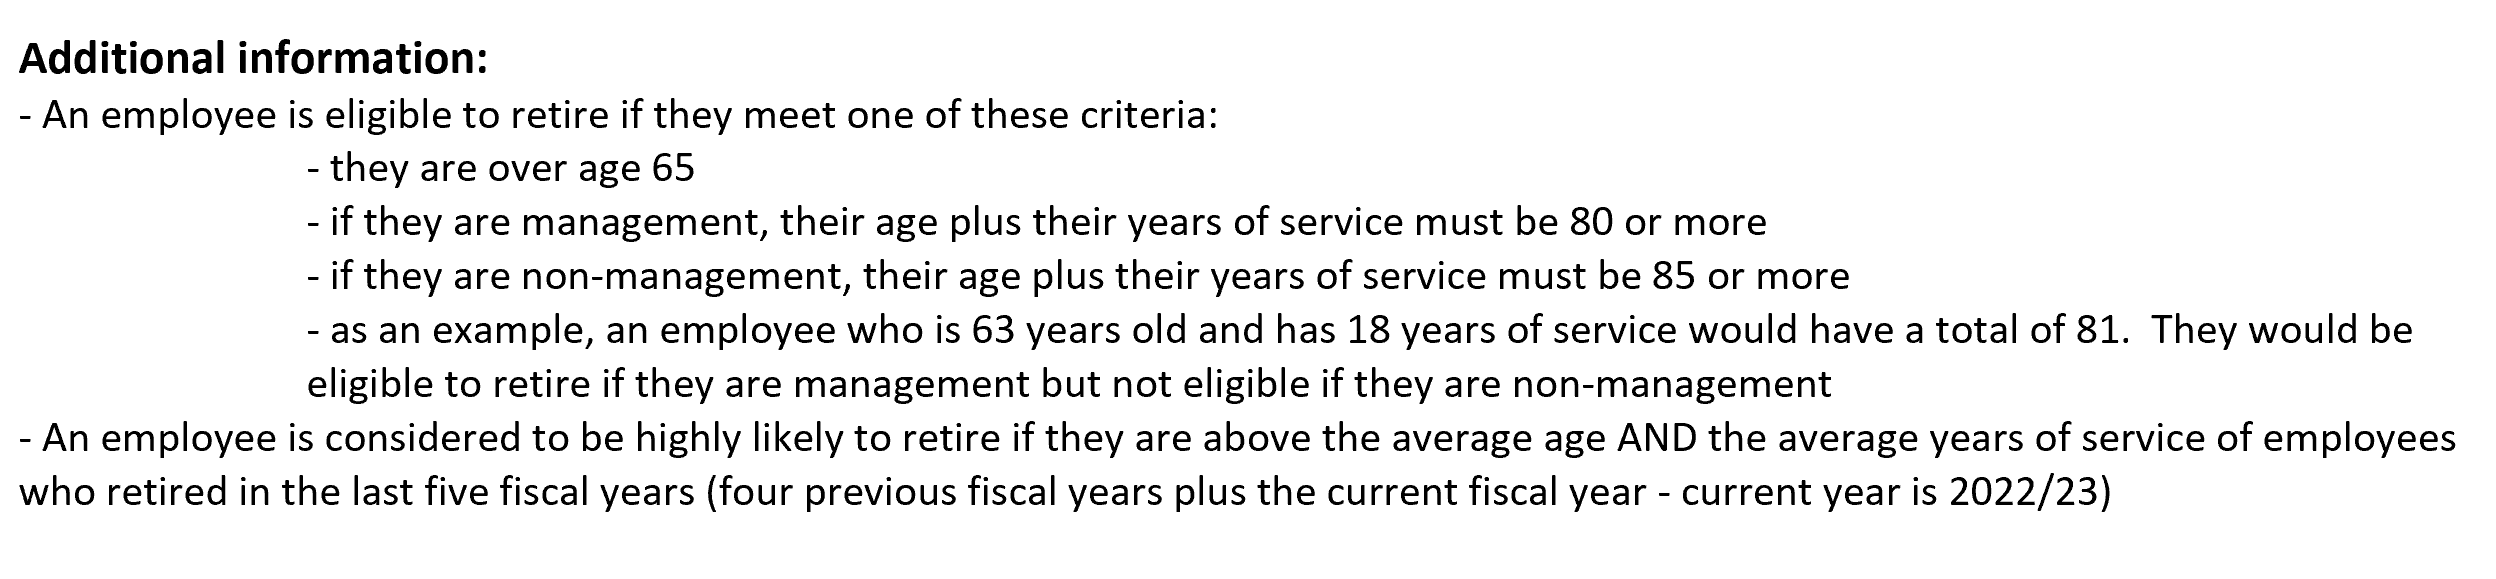 Additional information:
- An employee is eligible to retire if they meet one of these criteria:
- they are over age 65
- if they are management, their age plus their years of service must be 80 or more
- if they are non-management, their age plus their years of service must be 85 or more
- as an example, an employee who is 63 years old and has 18 years of service would have a total of 81.  They would be
eligible to retire if they are management but not eligible if they are non-management
- An employee is considered to be highly likely to retire if they are above the average age AND the average years of service of employees
who retired in the last five fiscal years (four previous fiscal years plus the current fiscal year - current year is 2022/23)